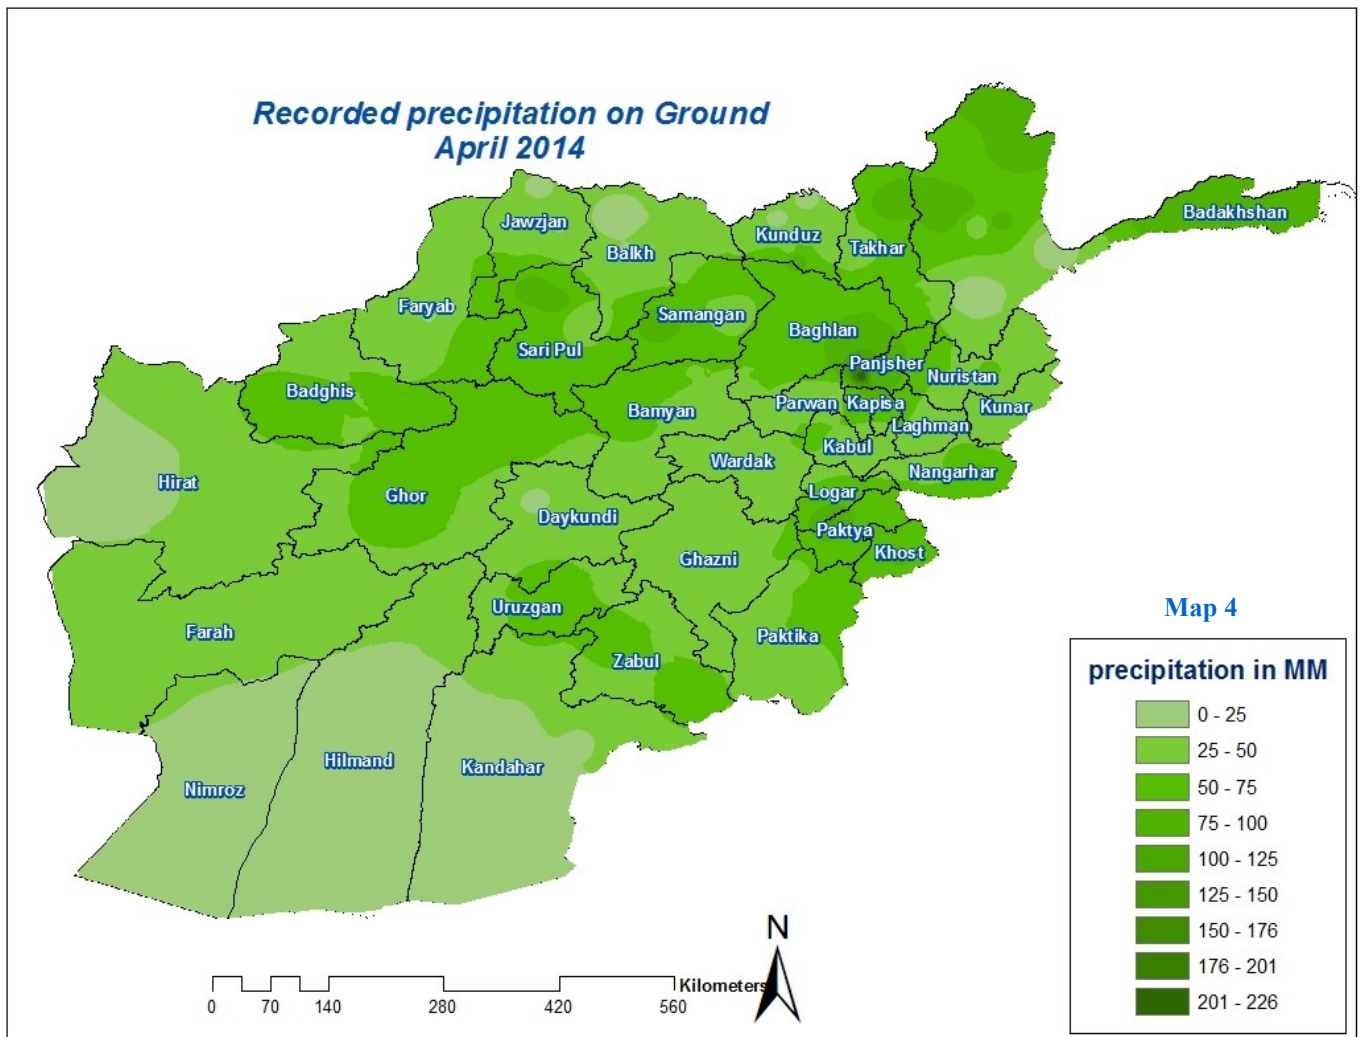 Recorded precipitation on Ground
April 2014
Badakhshan
Jawzjan
Kunduz
Takhar
Balkh
Faryab
Samangan
Baghlan
Sari Pul
Panjsher
Nuristan
Badghis
Bamyan
Parwan
Kapisa
Kunar
Laghman
Kabul
Wardak
Nangarhar
Hirat
Ghor
Logar
Daykundi
Paktya
Khost
Ghazni
Uruzgan
Farah
Paktika
Zabul
Hilmand
Kandahar
Nimroz
Map 4
precipitation in MM
0 - 25
25 - 50
50 - 75
75 - 100
100 - 125
125 - 150
150 - 176
176 - 201
201 - 226
N
Kilometers
0 70 140 280 420 560